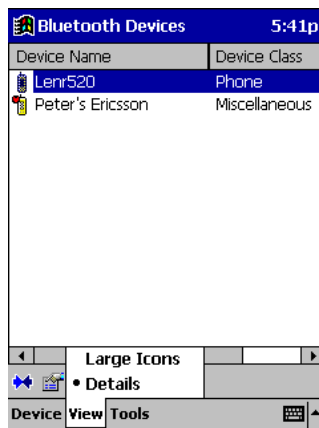 Bluetooth Devices 5:41p
Device Name Device Class
Lenr520 Phone
Peter's Ericsson Miscellaneous
Large Icons
• Details
Device View Tools